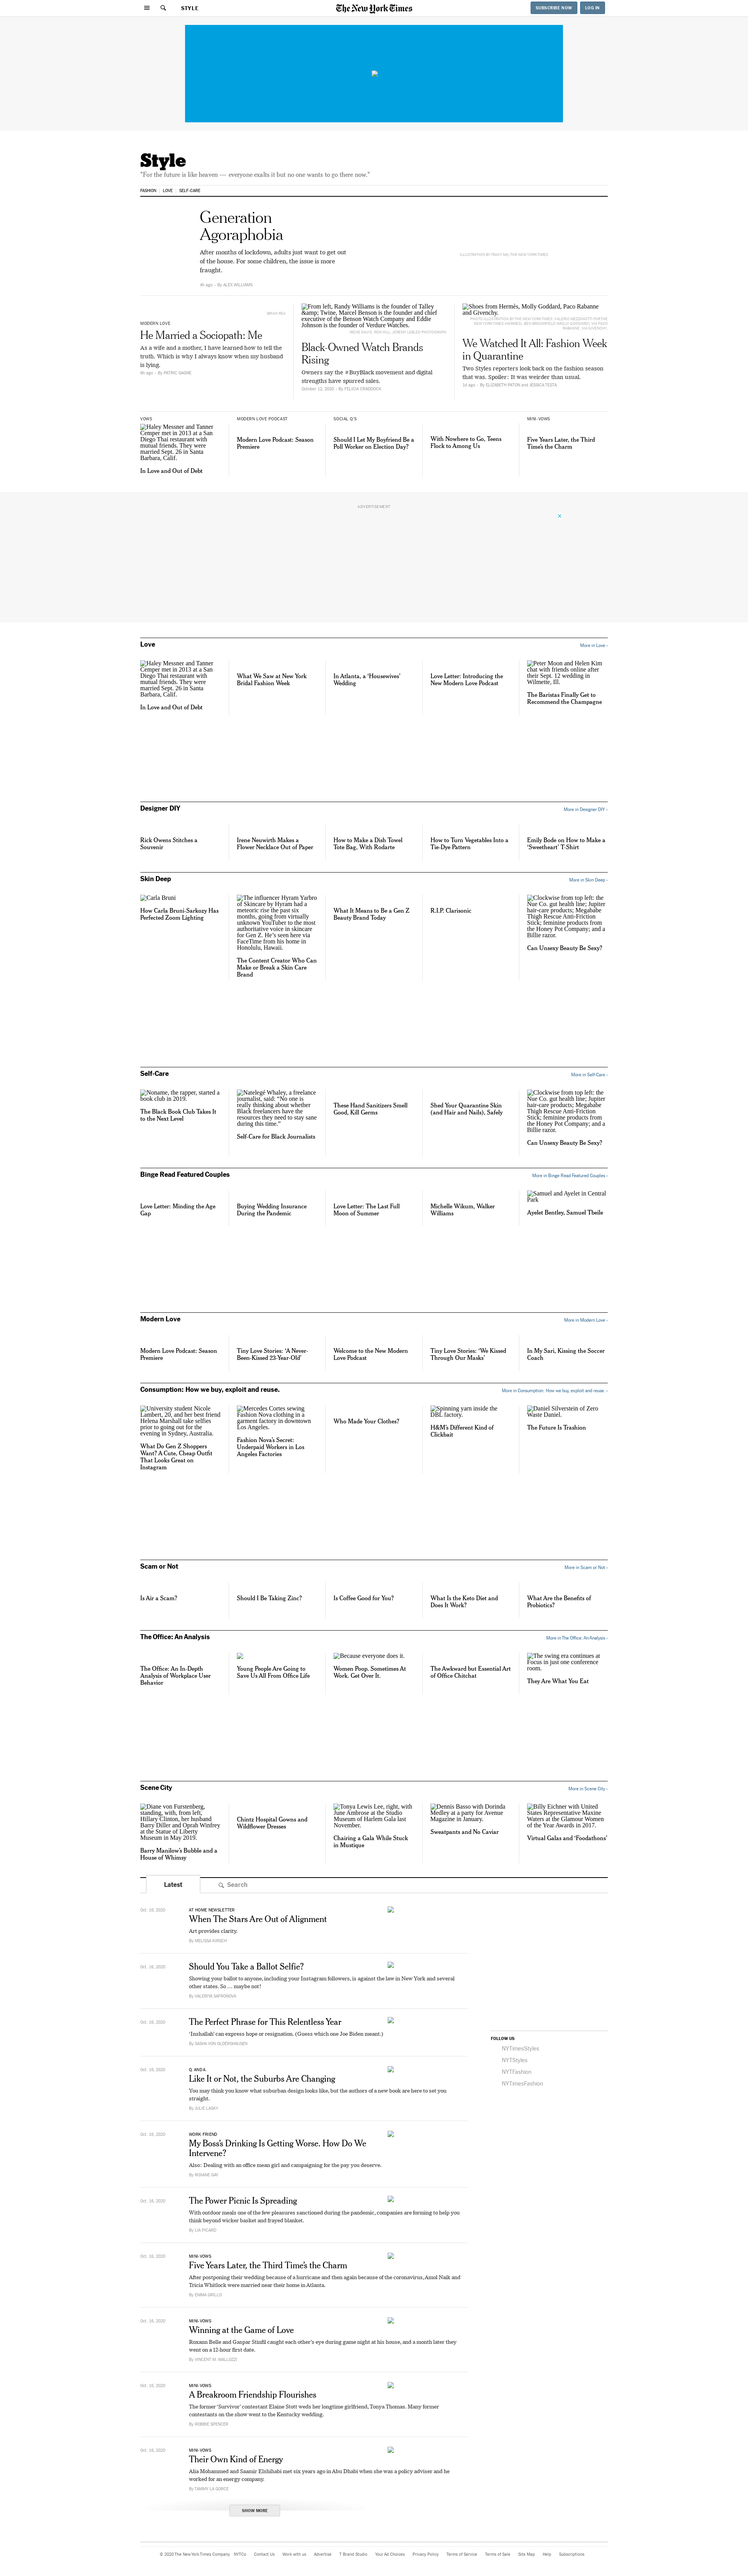 STYLE
The New York Times
SUBSCRIBE NOW
LOG IN
Style
"For the future is like heaven — everyone exalts it but no one wants to go there now."
FASHION
LOVE
SELF-CARE
Generation
Agoraphobia
After months of lockdown, adults just want to get out
of the house. For some children, the issue is more
fraught.
4h ago · By ALEX WILLIAMS
ILLUSTRATION BY TRACY MA/THE NEW YORK TIMES
BRIAN REA
MODERN LOVE
He Married a Sociopath: Me
As a wife and a mother, I have learned how to tell the
truth. Which is why I always know when my husband
is lying.
6h ago · By PATRIC GAGNE
From left, Randy Williams is the founder of Talley
&amp; Twine, Marcel Benson is the founder and chief
executive of the Benson Watch Company and Eddie
Johnson is the founder of Verdure Watches.
Black-Owned Watch Brands
Rising
Owners say the #BuyBlack movement and digital
strengths have spurred sales.
October 12, 2020 · By FELICIA CRADDOCK
Shoes from Hermès, Molly Goddard, Paco Rabanne
and Givenchy.
We Watched It All: Fashion Week
in Quarantine
Two Styles reporters look back on the fashion season
that was. Spoiler: It was weirder than usual.
1d ago · By ELIZABETH PATON and JESSICA TESTA
VOWS
Haley Messner and Tanner
Cemper met in 2013 at a San
Diego Thai restaurant with
mutual friends. They were
married Sept. 26 in Santa
Barbara, Calif.
In Love and Out of Debt
MODERN LOVE PODCAST
Modern Love Podcast: Season
Premiere
SOCIAL Q'S
Should I Let My Boyfriend Be a
Poll Worker on Election Day?
With Nowhere to Go, Teens
Flock to Among Us
MINI-VOWS
Five Years Later, the Third
Time's the Charm
ADVERTISEMENT
Love
More in Love ›
Haley Messner and Tanner
Cemper met in 2013 at a San
Diego Thai restaurant with
mutual friends. They were
married Sept. 26 in Santa
Barbara, Calif.
In Love and Out of Debt
What We Saw at New York
Bridal Fashion Week
In Atlanta, a 'Housewives'
Wedding
Love Letter: Introducing the
New Modern Love Podcast
Peter Moon and Helen Kim
chat with friends online after
their Sept. 12 wedding in
Wilmette, Ill.
The Baristas Finally Get to
Recommend the Champagne
Designer DIY
More in Designer DIY ›
Rick Owens Stitches a
Souvenir
Irene Neuwirth Makes a
Flower Necklace Out of Paper
How to Make a Dish Towel
Tote Bag, With Rodarte
How to Turn Vegetables Into a
Tie-Dye Pattern
Emily Bode on How to Make a
'Sweetheart' T-Shirt
Skin Deep
More in Skin Deep ›
Carla Bruni
How Carla Bruni-Sarkozy Has
Perfected Zoom Lighting
The influencer Hyram Yarbro
of Skincare by Hyram had a
meteoric rise the past six
months, going from virtually
unknown YouTuber to the most
authoritative voice in skincare
for Gen Z. He's seen here via
FaceTime from his home in
Honolulu, Hawaii.
The Content Creator Who Can
Make or Break a Skin Care
Brand
What It Means to Be a Gen Z
Beauty Brand Today
R.I.P. Clarisonic
Clockwise from top left: the
Nue Co. gut health line; Jupiter
hair-care products; Megababe
Thigh Rescue Anti-Friction
Stick; feminine products from
the Honey Pot Company; and a
Billie razor.
Can Unsexy Beauty Be Sexy?
Self-Care
More in Self-Care ›
Noname, the rapper, started a
book club in 2019.
The Black Book Club Takes It
to the Next Level
Natelegé Whaley, a freelance
journalist, said: "No one is
really thinking about whether
Black freelancers have the
resources they need to stay sane
during this time."
Self-Care for Black Journalists
These Hand Sanitizers Smell
Good, Kill Germs
Shed Your Quarantine Skin
(and Hair and Nails), Safely
Clockwise from top left: the
Nue Co. gut health line; Jupiter
hair-care products; Megababe
Thigh Rescue Anti-Friction
Stick; feminine products from
the Honey Pot Company; and a
Billie razor.
Can Unsexy Beauty Be Sexy?
Binge Read Featured Couples
More in Binge Read Featured Couples ›
Love Letter: Minding the Age
Gap
Buying Wedding Insurance
During the Pandemic
Love Letter: The Last Full
Moon of Summer
Michelle Wikum, Walker
Williams
Samuel and Ayelet in Central
Park
Ayelet Bentley, Samuel Tbeile
Modern Love
More in Modern Love ›
Modern Love Podcast: Season
Premiere
Tiny Love Stories: 'A Never-
Been-Kissed 23-Year-Old'
Welcome to the New Modern
Love Podcast
Tiny Love Stories: 'We Kissed
Through Our Masks'
In My Sari, Kissing the Soccer
Coach
Consumption: How we buy, exploit and reuse.
More in Consumption: How we buy, exploit and reuse. ›
University student Nicole
Lambert, 20, and her best friend
Helena Marshall take selfies
prior to going out for the
evening in Sydney, Australia.
What Do Gen Z Shoppers
Want? A Cute, Cheap Outfit
That Looks Great on
Instagram
Mercedes Cortes sewing
Fashion Nova clothing in a
garment factory in downtown
Los Angeles.
Fashion Nova's Secret:
Underpaid Workers in Los
Angeles Factories
Who Made Your Clothes?
Spinning yarn inside the
DBL factory.
H&M's Different Kind of
Clickbait
Daniel Silverstein of Zero
Waste Daniel.
The Future Is Trashion
Scam or Not
More in Scam or Not ›
Is Air a Scam?
Should I Be Taking Zinc?
Is Coffee Good for You?
What Is the Keto Diet and
Does It Work?
What Are the Benefits of
Probiotics?
The Office: An Analysis
More in The Office: An Analysis ›
The Office: An In-Depth
Analysis of Workplace User
Behavior
Young People Are Going to
Save Us All From Office Life
Because everyone does it.
Women Poop. Sometimes At
Work. Get Over It.
The Awkward but Essential Art
of Office Chitchat
The swing era continues at
Focus in just one conference
room.
They Are What You Eat
Scene City
More in Scene City ›
Diane von Furstenberg,
standing, with, from left,
Hillary Clinton, her husband
Barry Diller and Oprah Winfrey
at the Statue of Liberty
Museum in May 2019.
Barry Manilow's Bubble and a
House of Whimsy
Chintz Hospital Gowns and
Wildflower Dresses
Tonya Lewis Lee, right, with
June Ambrose at the Studio
Museum of Harlem Gala last
November.
Chairing a Gala While Stuck
in Mustique
Dennis Basso with Dorinda
Medley at a party for Avenue
Magazine in January.
Sweatpants and No Caviar
Billy Eichner with United
States Representative Maxine
Waters at the Glamour Women
of the Year Awards in 2017.
Virtual Galas and 'Foodathons'
Latest
Search
Oct. 16, 2020
AT HOME NEWSLETTER
When The Stars Are Out of Alignment
Art provides clarity.
By MELISSA KIRSCH
Oct. 16, 2020
Should You Take a Ballot Selfie?
Showing your ballot to anyone, including your Instagram followers, is against the law in New York and several
other states. So … maybe not!
By VALERIYA SAFRONOVA
Oct. 16, 2020
The Perfect Phrase for This Relentless Year
'Inshallah' can express hope or resignation. (Guess which one Joe Biden meant.)
By SASHA VON OLDERSHAUSEN
Oct. 16, 2020
Q. AND A.
Like It or Not, the Suburbs Are Changing
You may think you know what suburban design looks like, but the authors of a new book are here to set you
straight.
By JULIE LASKY
Oct. 16, 2020
WORK FRIEND
My Boss's Drinking Is Getting Worse. How Do We
Intervene?
Also: Dealing with an office mean girl and campaigning for the pay you deserve.
By ROXANE GAY
Oct. 16, 2020
The Power Picnic Is Spreading
With outdoor meals one of the few pleasures sanctioned during the pandemic, companies are forming to help you
think beyond wicker basket and frayed blanket.
By LIA PICARD
Oct. 16, 2020
MINI-VOWS
Five Years Later, the Third Time's the Charm
After postponing their wedding because of a hurricane and then again because of the coronavirus, Amol Naik and
Tricia Whitlock were married near their home in Atlanta.
By EMMA GRILLO
Oct. 16, 2020
MINI-VOWS
Winning at the Game of Love
Roxann Belle and Gaspar Stinfil caught each other's eye during game night at his house, and a month later they
went on a 12-hour first date.
By VINCENT M. MALLOZZI
Oct. 16, 2020
MINI-VOWS
A Breakroom Friendship Flourishes
The former 'Survivor' contestant Elaine Stott weds her longtime girlfriend, Tonya Thomas. Many former
contestants on the show went to the Kentucky wedding.
By ROBBIE SPENCER
Oct. 16, 2020
MINI-VOWS
Their Own Kind of Energy
Alia Mohammed and Saamir Elshihabi met six years ago in Abu Dhabi when she was a policy adviser and he
worked for an energy company.
By TAMMY LA GORCE
SHOW MORE
FOLLOW US
NYTimesStyles
NYTStyles
NYTFashion
NYTimesFashion
© 2020 The New York Times Company
NYTCo
Contact Us
Work with us
Advertise
T Brand Studio
Your Ad Choices
Privacy Policy
Terms of Service
Terms of Sale
Site Map
Help
Subscriptions